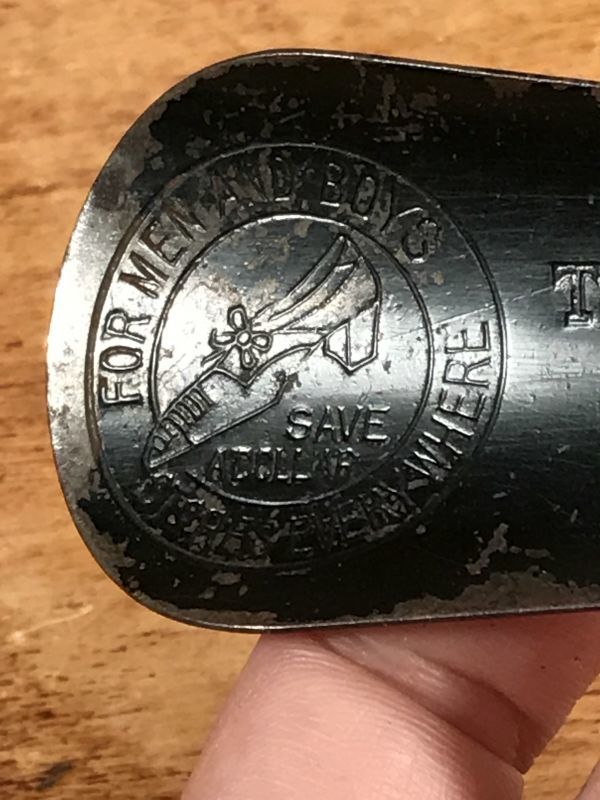 FOR MEN AND BOYS
SAVE
A DOLLAR
STORES EVERYWHERE